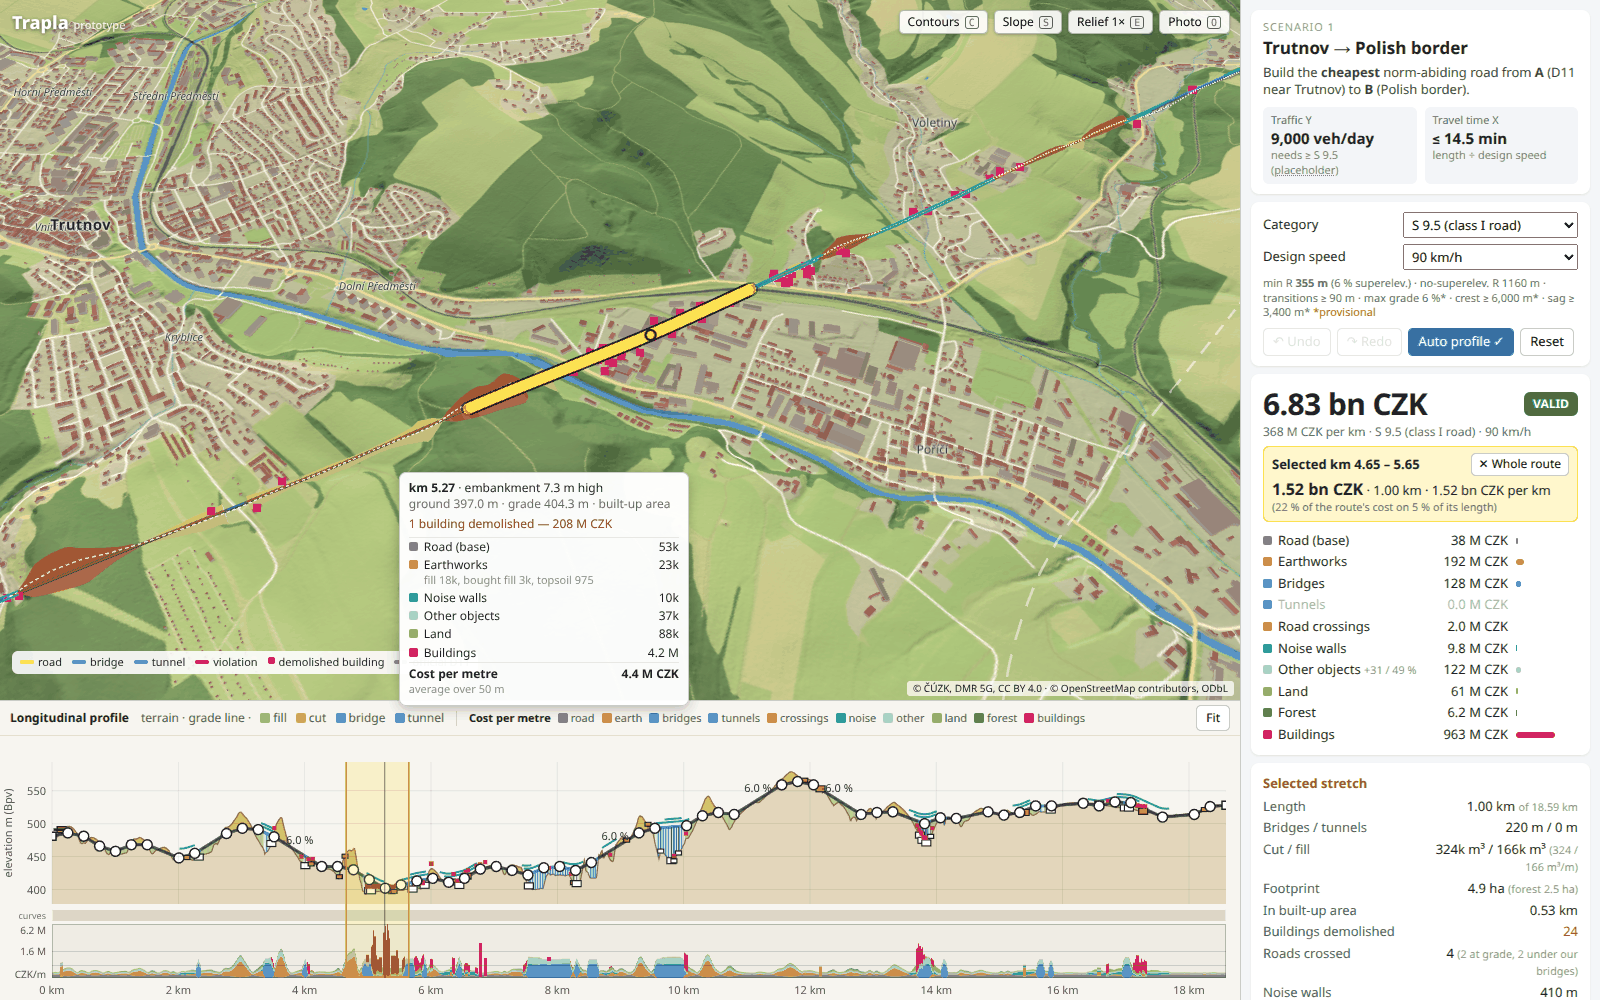 Trapla prototype
Contours C
Slope S
Relief 1× E
Photo O
Horní Předměstí
Střední Předměstí
Voletiny
Trutnov
Dolní Předměstí
Kryblice
Poříčí
km 5.27 · embankment 7.3 m high
ground 397.0 m · grade 404.3 m · built-up area
1 building demolished — 208 M CZK
Road (base) 53k
Earthworks 23k
fill 18k, bought fill 3k, topsoil 975
Noise walls 10k
Other objects 37k
Land 88k
Buildings 4.2 M
Cost per metre 4.4 M CZK
average over 50 m
road bridge tunnel violation demolished building
© ČÚZK, DMR 5G, CC BY 4.0 · © OpenStreetMap contributors, ODbL
Longitudinal profile terrain · grade line · fill cut bridge tunnel Cost per metre road earth bridges tunnels crossings noise other land forest buildings
Fit
elevation m (Bpv)
550
500
450
400
6.0 %
6.0 %
6.0 %
6.0 %
curves
6.2 M
1.6 M
CZK/m
0 km 2 km 4 km 6 km 8 km 10 km 12 km 14 km 16 km 18 km
SCENARIO 1
Trutnov → Polish border
Build the cheapest norm-abiding road from A (D11
near Trutnov) to B (Polish border).
Traffic Y
9,000 veh/day
needs ≥ S 9.5
(placeholder)
Travel time X
≤ 14.5 min
length ÷ design speed
Category S 9.5 (class I road)
Design speed 90 km/h
min R 355 m (6 % superelev.) · no-superelev. R 1160 m ·
transitions ≥ 90 m · max grade 6 %* · crest ≥ 6,000 m* · sag ≥
3,400 m* *provisional
↶ Undo
↷ Redo
Auto profile ✓
Reset
6.83 bn CZK VALID
368 M CZK per km · S 9.5 (class I road) · 90 km/h
Selected km 4.65 – 5.65 ✕ Whole route
1.52 bn CZK · 1.00 km · 1.52 bn CZK per km
(22 % of the route's cost on 5 % of its length)
Road (base) 38 M CZK
Earthworks 192 M CZK
Bridges 128 M CZK
Tunnels 0.0 M CZK
Road crossings 2.0 M CZK
Noise walls 9.8 M CZK
Other objects +31 / 49 % 122 M CZK
Land 61 M CZK
Forest 6.2 M CZK
Buildings 963 M CZK
Selected stretch
Length 1.00 km of 18.59 km
Bridges / tunnels 220 m / 0 m
Cut / fill 324k m³ / 166k m³ (324 /
166 m³/m)
Footprint 4.9 ha (forest 2.5 ha)
In built-up area 0.53 km
Buildings demolished 24
Roads crossed 4 (2 at grade, 2 under our
bridges)
Noise walls 410 m